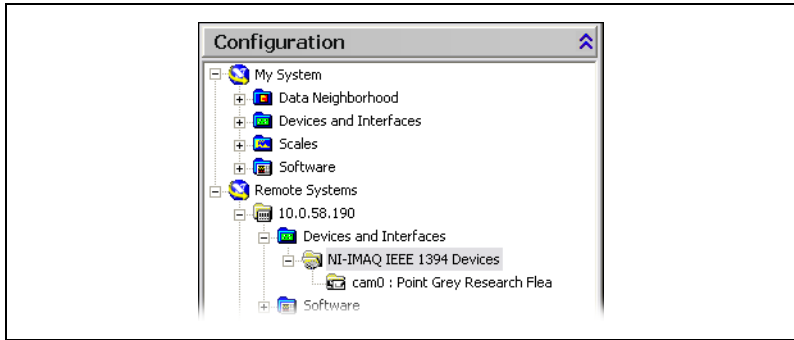 Configuration
My System
Data Neighborhood
Devices and Interfaces
Scales
Software
Remote Systems
10.0.58.190
Devices and Interfaces
NI-IMAQ IEEE 1394 Devices
cam0 : Point Grey Research Flea
Software